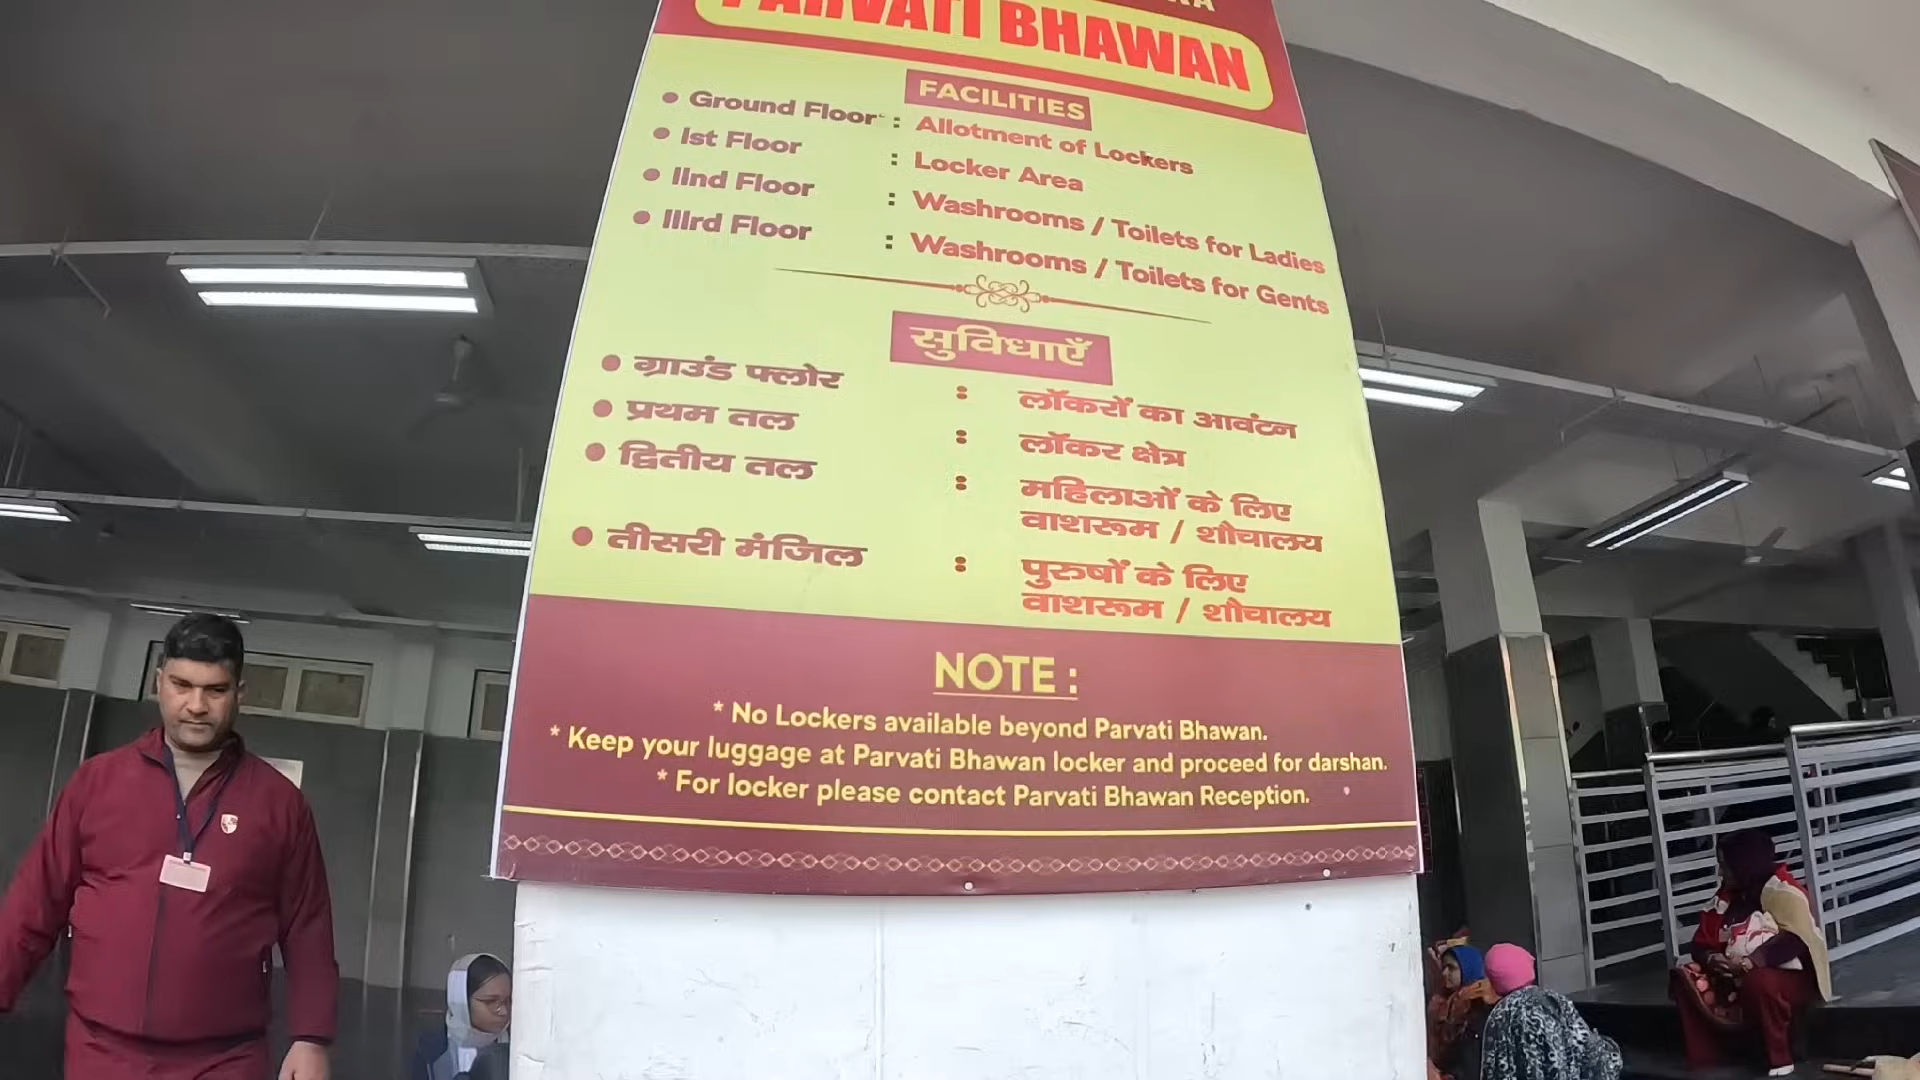 PARVATI BHAWAN
FACILITIES
• Ground Floor : Allotment of Lockers
• Ist Floor : Locker Area
• IInd Floor : Washrooms / Toilets for Ladies
• IIIrd Floor : Washrooms / Toilets for Gents
सुविधाएँ
• ग्राउंड फ्लोर : लॉकरों का आवंटन
• प्रथम तल : लॉकर क्षेत्र
• द्वितीय तल : महिलाओं के लिए
वाशरूम / शौचालय
• तीसरी मंजिल : पुरुषों के लिए
वाशरूम / शौचालय
NOTE :
* No Lockers available beyond Parvati Bhawan.
* Keep your luggage at Parvati Bhawan locker and proceed for darshan.
* For locker please contact Parvati Bhawan Reception.